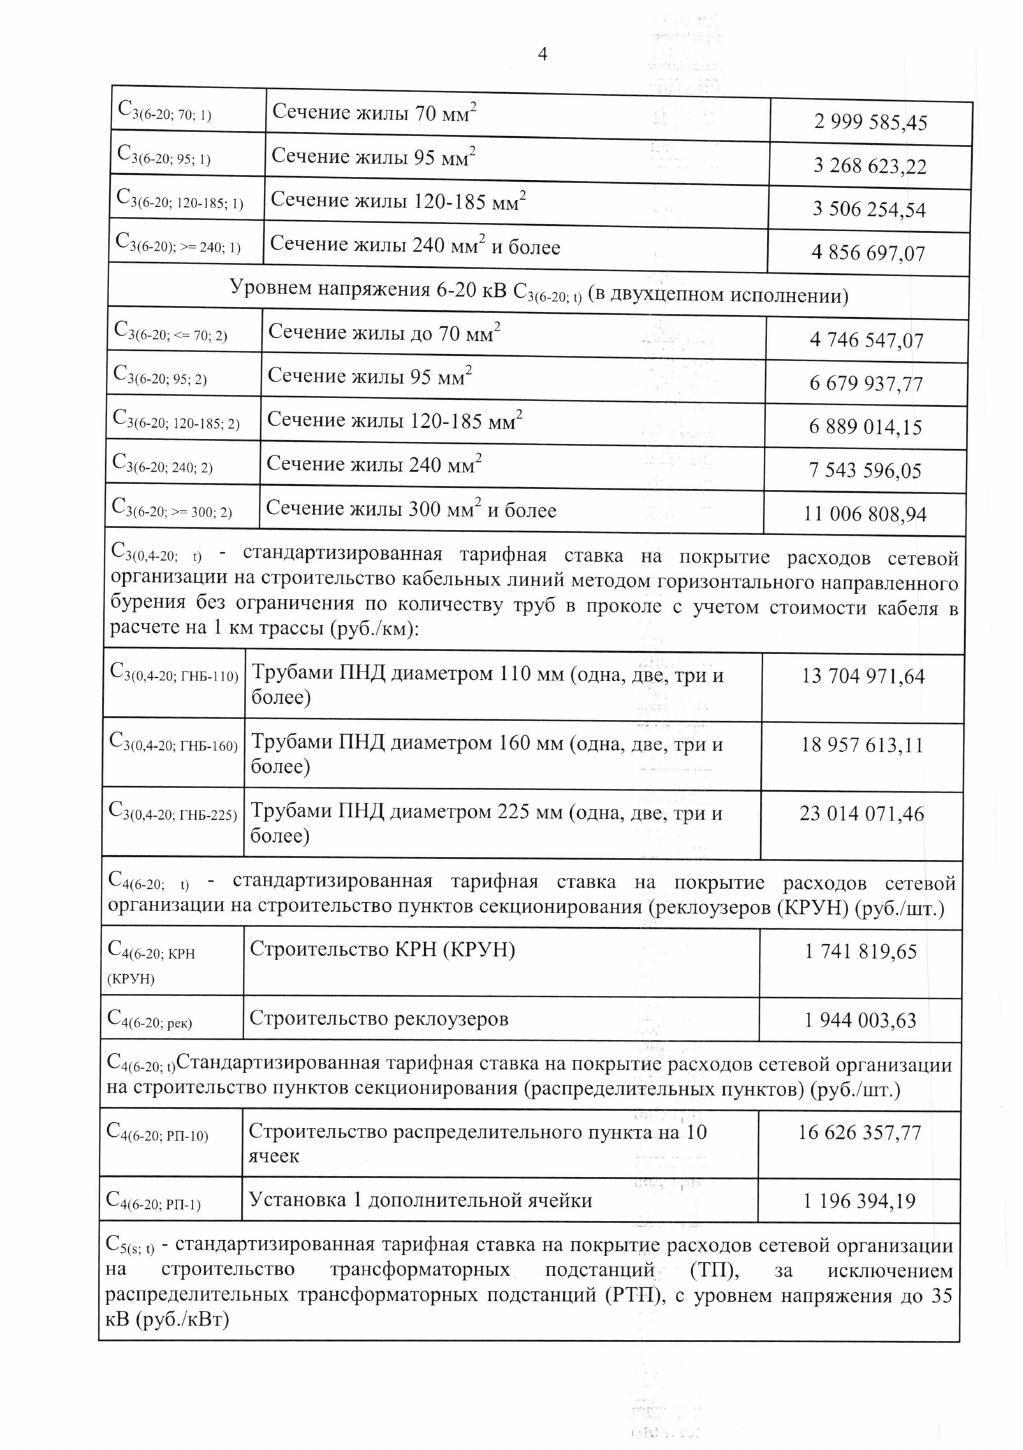 4
С3(6-20; 70; 1) Сечение жилы 70 мм2 2 999 585,45
С3(6-20; 95; 1) Сечение жилы 95 мм2 3 268 623,22
С3(6-20; 120-185; 1) Сечение жилы 120-185 мм2 3 506 254,54
С3(6-20); >= 240; 1) Сечение жилы 240 мм2 и более 4 856 697,07
Уровнем напряжения 6-20 кВ С3(6-20; t) (в двухцепном исполнении)
С3(6-20; <= 70; 2) Сечение жилы до 70 мм2 4 746 547,07
С3(6-20; 95; 2) Сечение жилы 95 мм2 6 679 937,77
С3(6-20; 120-185; 2) Сечение жилы 120-185 мм2 6 889 014,15
С3(6-20; 240; 2) Сечение жилы 240 мм2 7 543 596,05
С3(6-20; >= 300; 2) Сечение жилы 300 мм2 и более 11 006 808,94
С3(0,4-20; t) - стандартизированная тарифная ставка на покрытие расходов сетевой
организации на строительство кабельных линий методом горизонтального направленного
бурения без ограничения по количеству труб в проколе с учетом стоимости кабеля в
расчете на 1 км трассы (руб./км):
С3(0,4-20; ГНБ-110) Трубами ПНД диаметром 110 мм (одна, две, три и 13 704 971,64
более)
С3(0,4-20; ГНБ-160) Трубами ПНД диаметром 160 мм (одна, две, три и 18 957 613,11
более)
С3(0,4-20; ГНБ-225) Трубами ПНД диаметром 225 мм (одна, две, три и 23 014 071,46
более)
С4(6-20; t) - стандартизированная тарифная ставка на покрытие расходов сетевой
организации на строительство пунктов секционирования (реклоузеров (КРУН) (руб./шт.)
С4(6-20; КРН Строительство КРН (КРУН) 1 741 819,65
(КРУН)
С4(6-20; рек) Строительство реклоузеров 1 944 003,63
С4(6-20; t)Стандартизированная тарифная ставка на покрытие расходов сетевой организации
на строительство пунктов секционирования (распределительных пунктов) (руб./шт.)
С4(6-20; РП-10) Строительство распределительного пункта на 10 16 626 357,77
ячеек
С4(6-20; РП-1) Установка 1 дополнительной ячейки 1 196 394,19
С5(s; t) - стандартизированная тарифная ставка на покрытие расходов сетевой организации
на строительство трансформаторных подстанций (ТП), за исключением
распределительных трансформаторных подстанций (РТП), с уровнем напряжения до 35
кВ (руб./кВт)